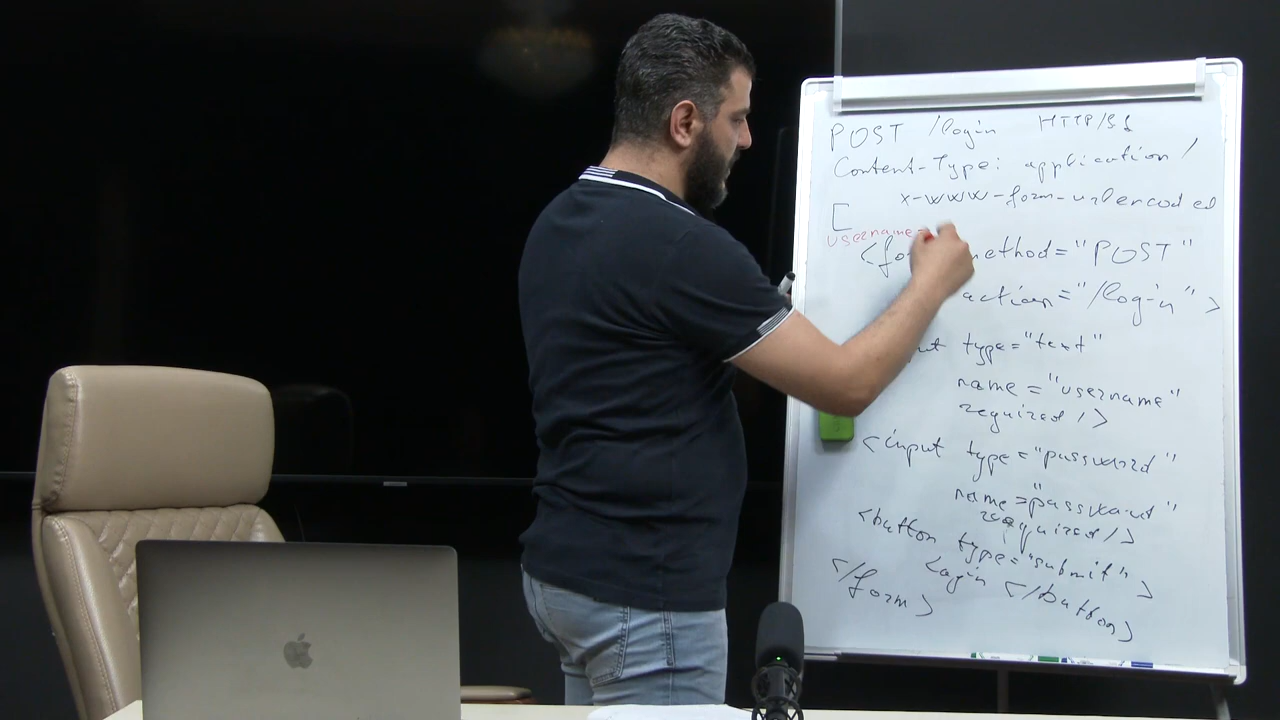 POST /login HTTP/1.1
Content-Type: application/
x-www-form-urlencoded
[
username=
method="POST"
action="/login">
type="text"
name="username"
required/>
<input type="password"
name="password"
required/>
<button type="submit">
Login </button>
</form>